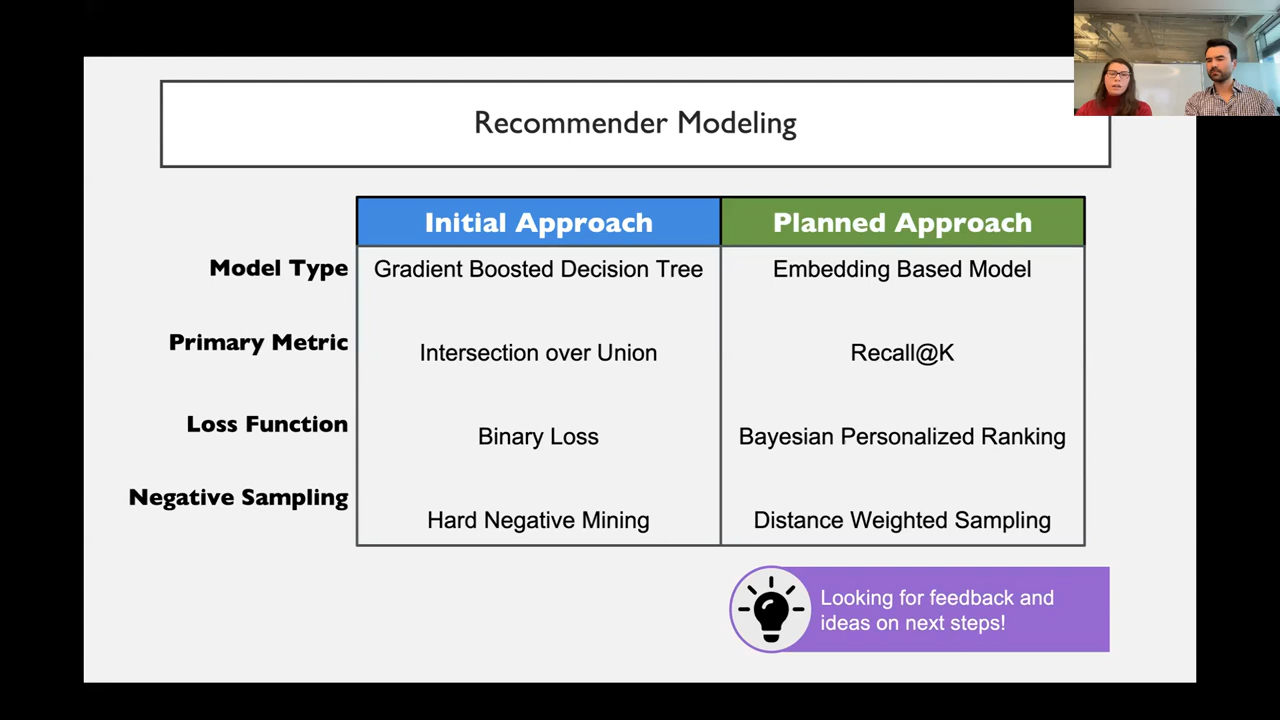 Recommender Modeling
Initial Approach Planned Approach
Model Type Gradient Boosted Decision Tree Embedding Based Model
Primary Metric Intersection over Union Recall@K
Loss Function Binary Loss Bayesian Personalized Ranking
Negative Sampling Hard Negative Mining Distance Weighted Sampling
Looking for feedback and
ideas on next steps!